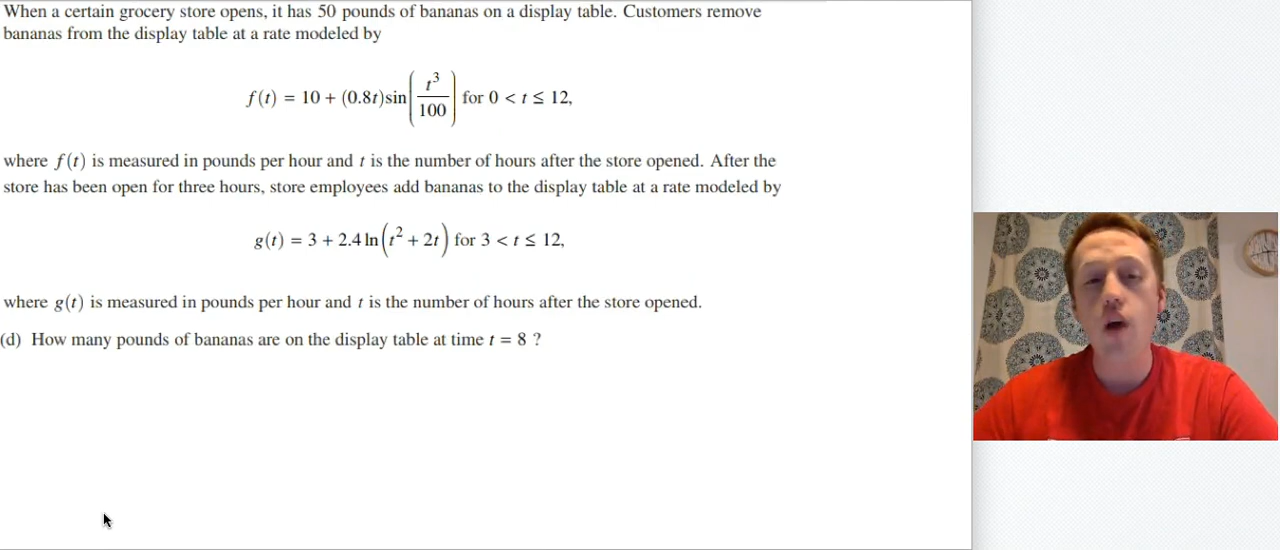 When a certain grocery store opens, it has 50 pounds of bananas on a display table. Customers remove
bananas from the display table at a rate modeled by
f(t) = 10 + (0.8t)sin(t³/100) for 0 < t ≤ 12,
where f(t) is measured in pounds per hour and t is the number of hours after the store opened. After the
store has been open for three hours, store employees add bananas to the display table at a rate modeled by
g(t) = 3 + 2.4 ln(t² + 2t) for 3 < t ≤ 12,
where g(t) is measured in pounds per hour and t is the number of hours after the store opened.
(d) How many pounds of bananas are on the display table at time t = 8 ?